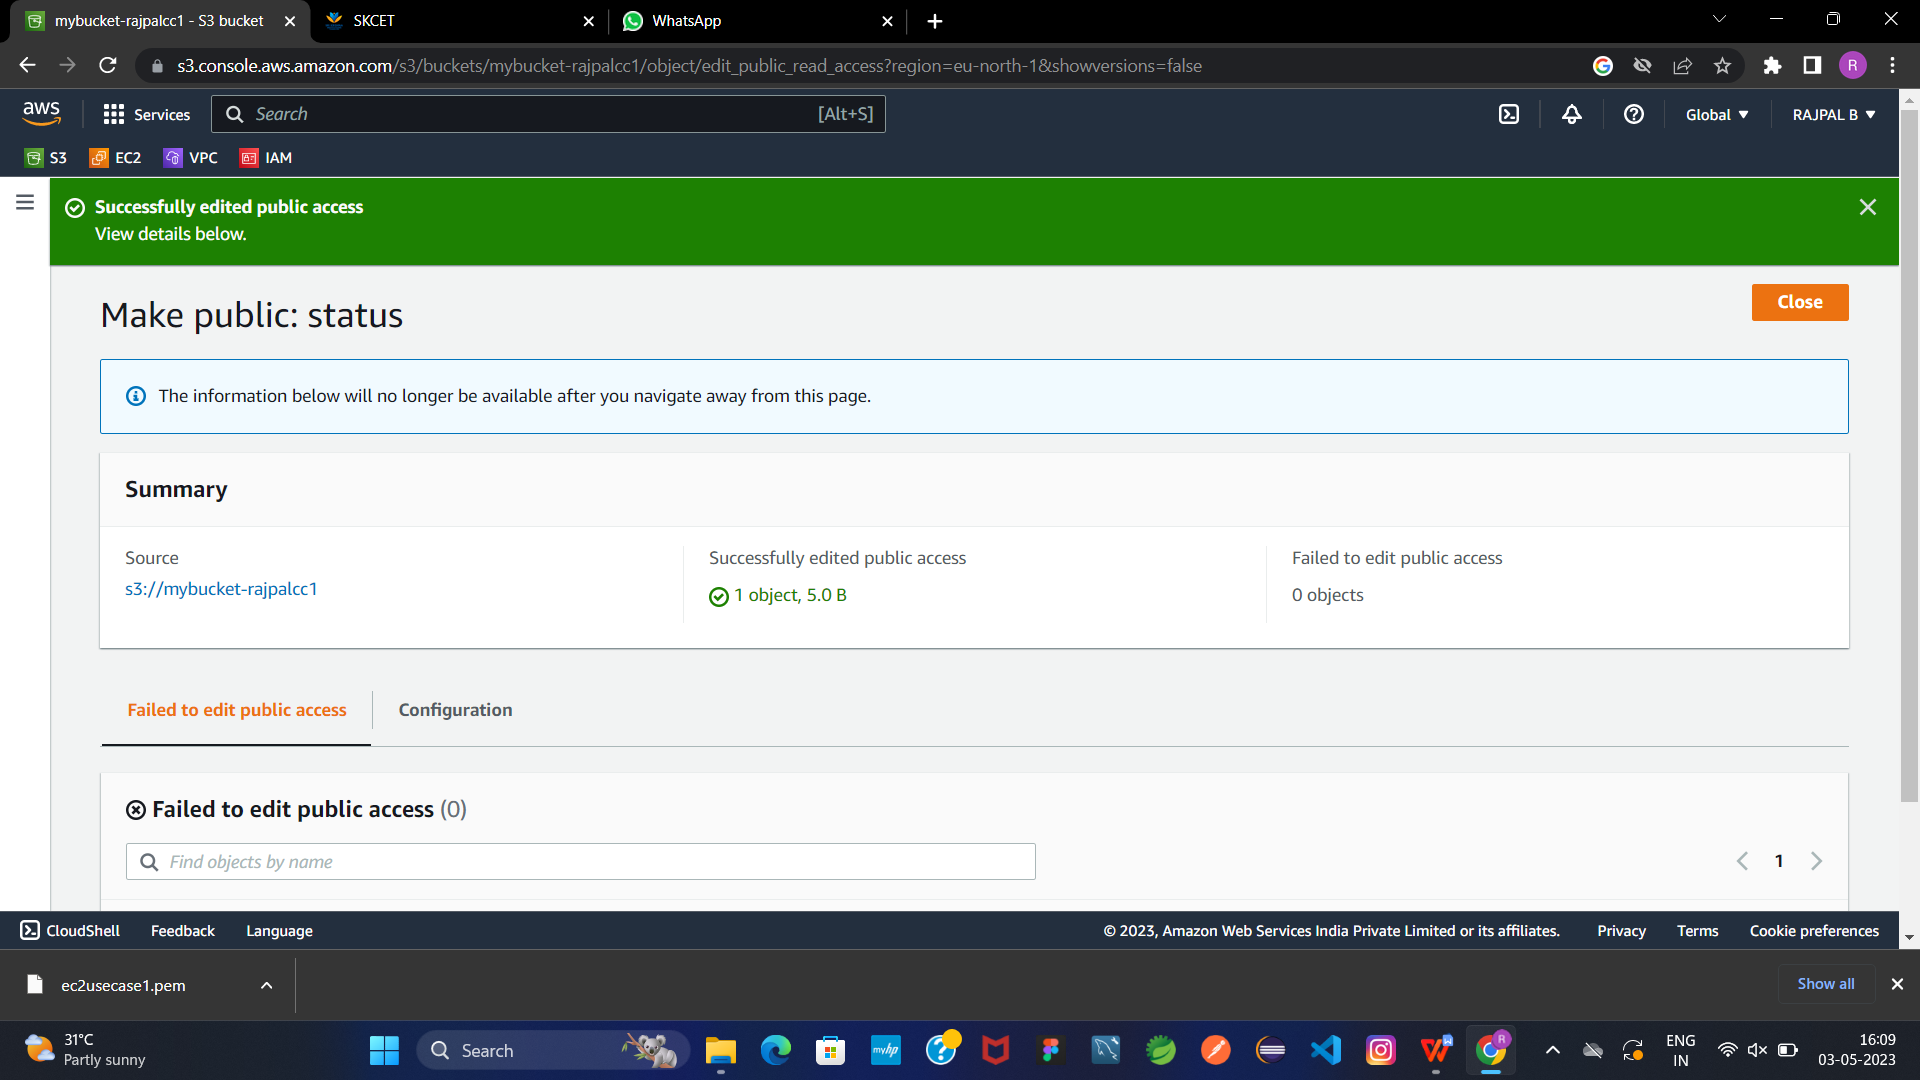 mybucket-rajpalcc1 - S3 bucket
SKCET
WhatsApp
s3.console.aws.amazon.com/s3/buckets/mybucket-rajpalcc1/object/edit_public_read_access?region=eu-north-1&showversions=false
R
aws
Services
Search
[Alt+S]
Global
RAJPAL B
S3
EC2
VPC
IAM
Successfully edited public access
View details below.
Make public: status
Close
The information below will no longer be available after you navigate away from this page.
Summary
Source
s3://mybucket-rajpalcc1
Successfully edited public access
1 object, 5.0 B
Failed to edit public access
0 objects
Failed to edit public access
Configuration
Failed to edit public access (0)
Find objects by name
1
CloudShell
Feedback
Language
© 2023, Amazon Web Services India Private Limited or its affiliates.
Privacy
Terms
Cookie preferences
ec2usecase1.pem
Show all
31°C
Partly sunny
Search
myhp
R
ENG
IN
16:09
03-05-2023